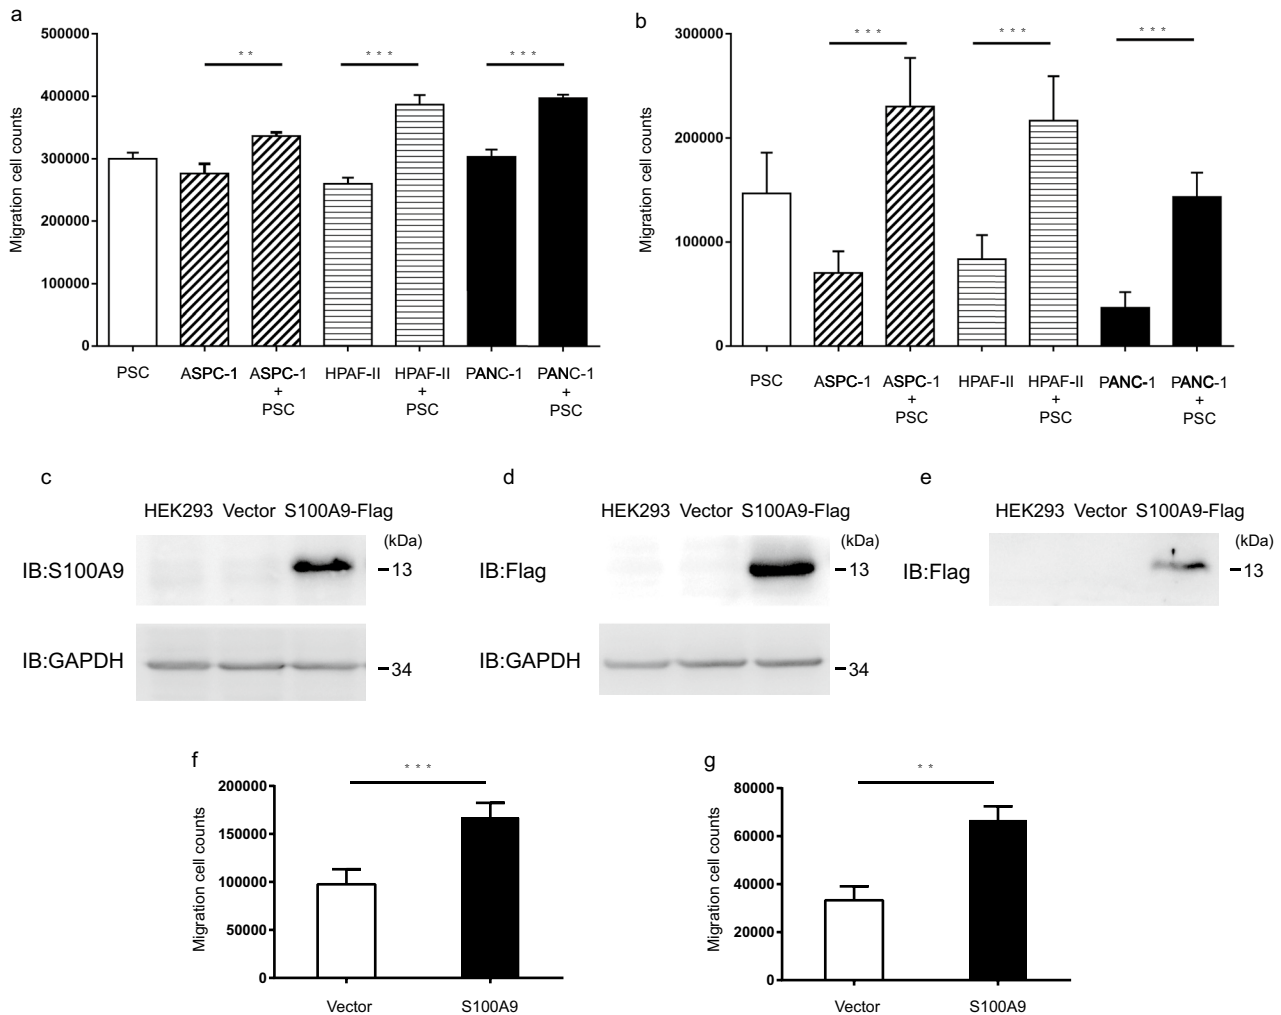 a
500000
400000
300000
200000
100000
0
Migration cell counts
** *** ***
PSC ASPC-1 ASPC-1 HPAF-II HPAF-II PANC-1 PANC-1
+ + +
PSC PSC PSC
b
300000
200000
100000
0
Migration cell counts
*** *** ***
PSC ASPC-1 ASPC-1 HPAF-II HPAF-II PANC-1 PANC-1
+ + +
PSC PSC PSC
c
HEK293 Vector S100A9-Flag
(kDa)
IB:S100A9 13
IB:GAPDH 34
d
HEK293 Vector S100A9-Flag
(kDa)
IB:Flag 13
IB:GAPDH 34
e
HEK293 Vector S100A9-Flag
(kDa)
IB:Flag 13
f
200000
150000
100000
50000
0
Migration cell counts
***
Vector S100A9
g
80000
60000
40000
20000
0
Migration cell counts
**
Vector S100A9